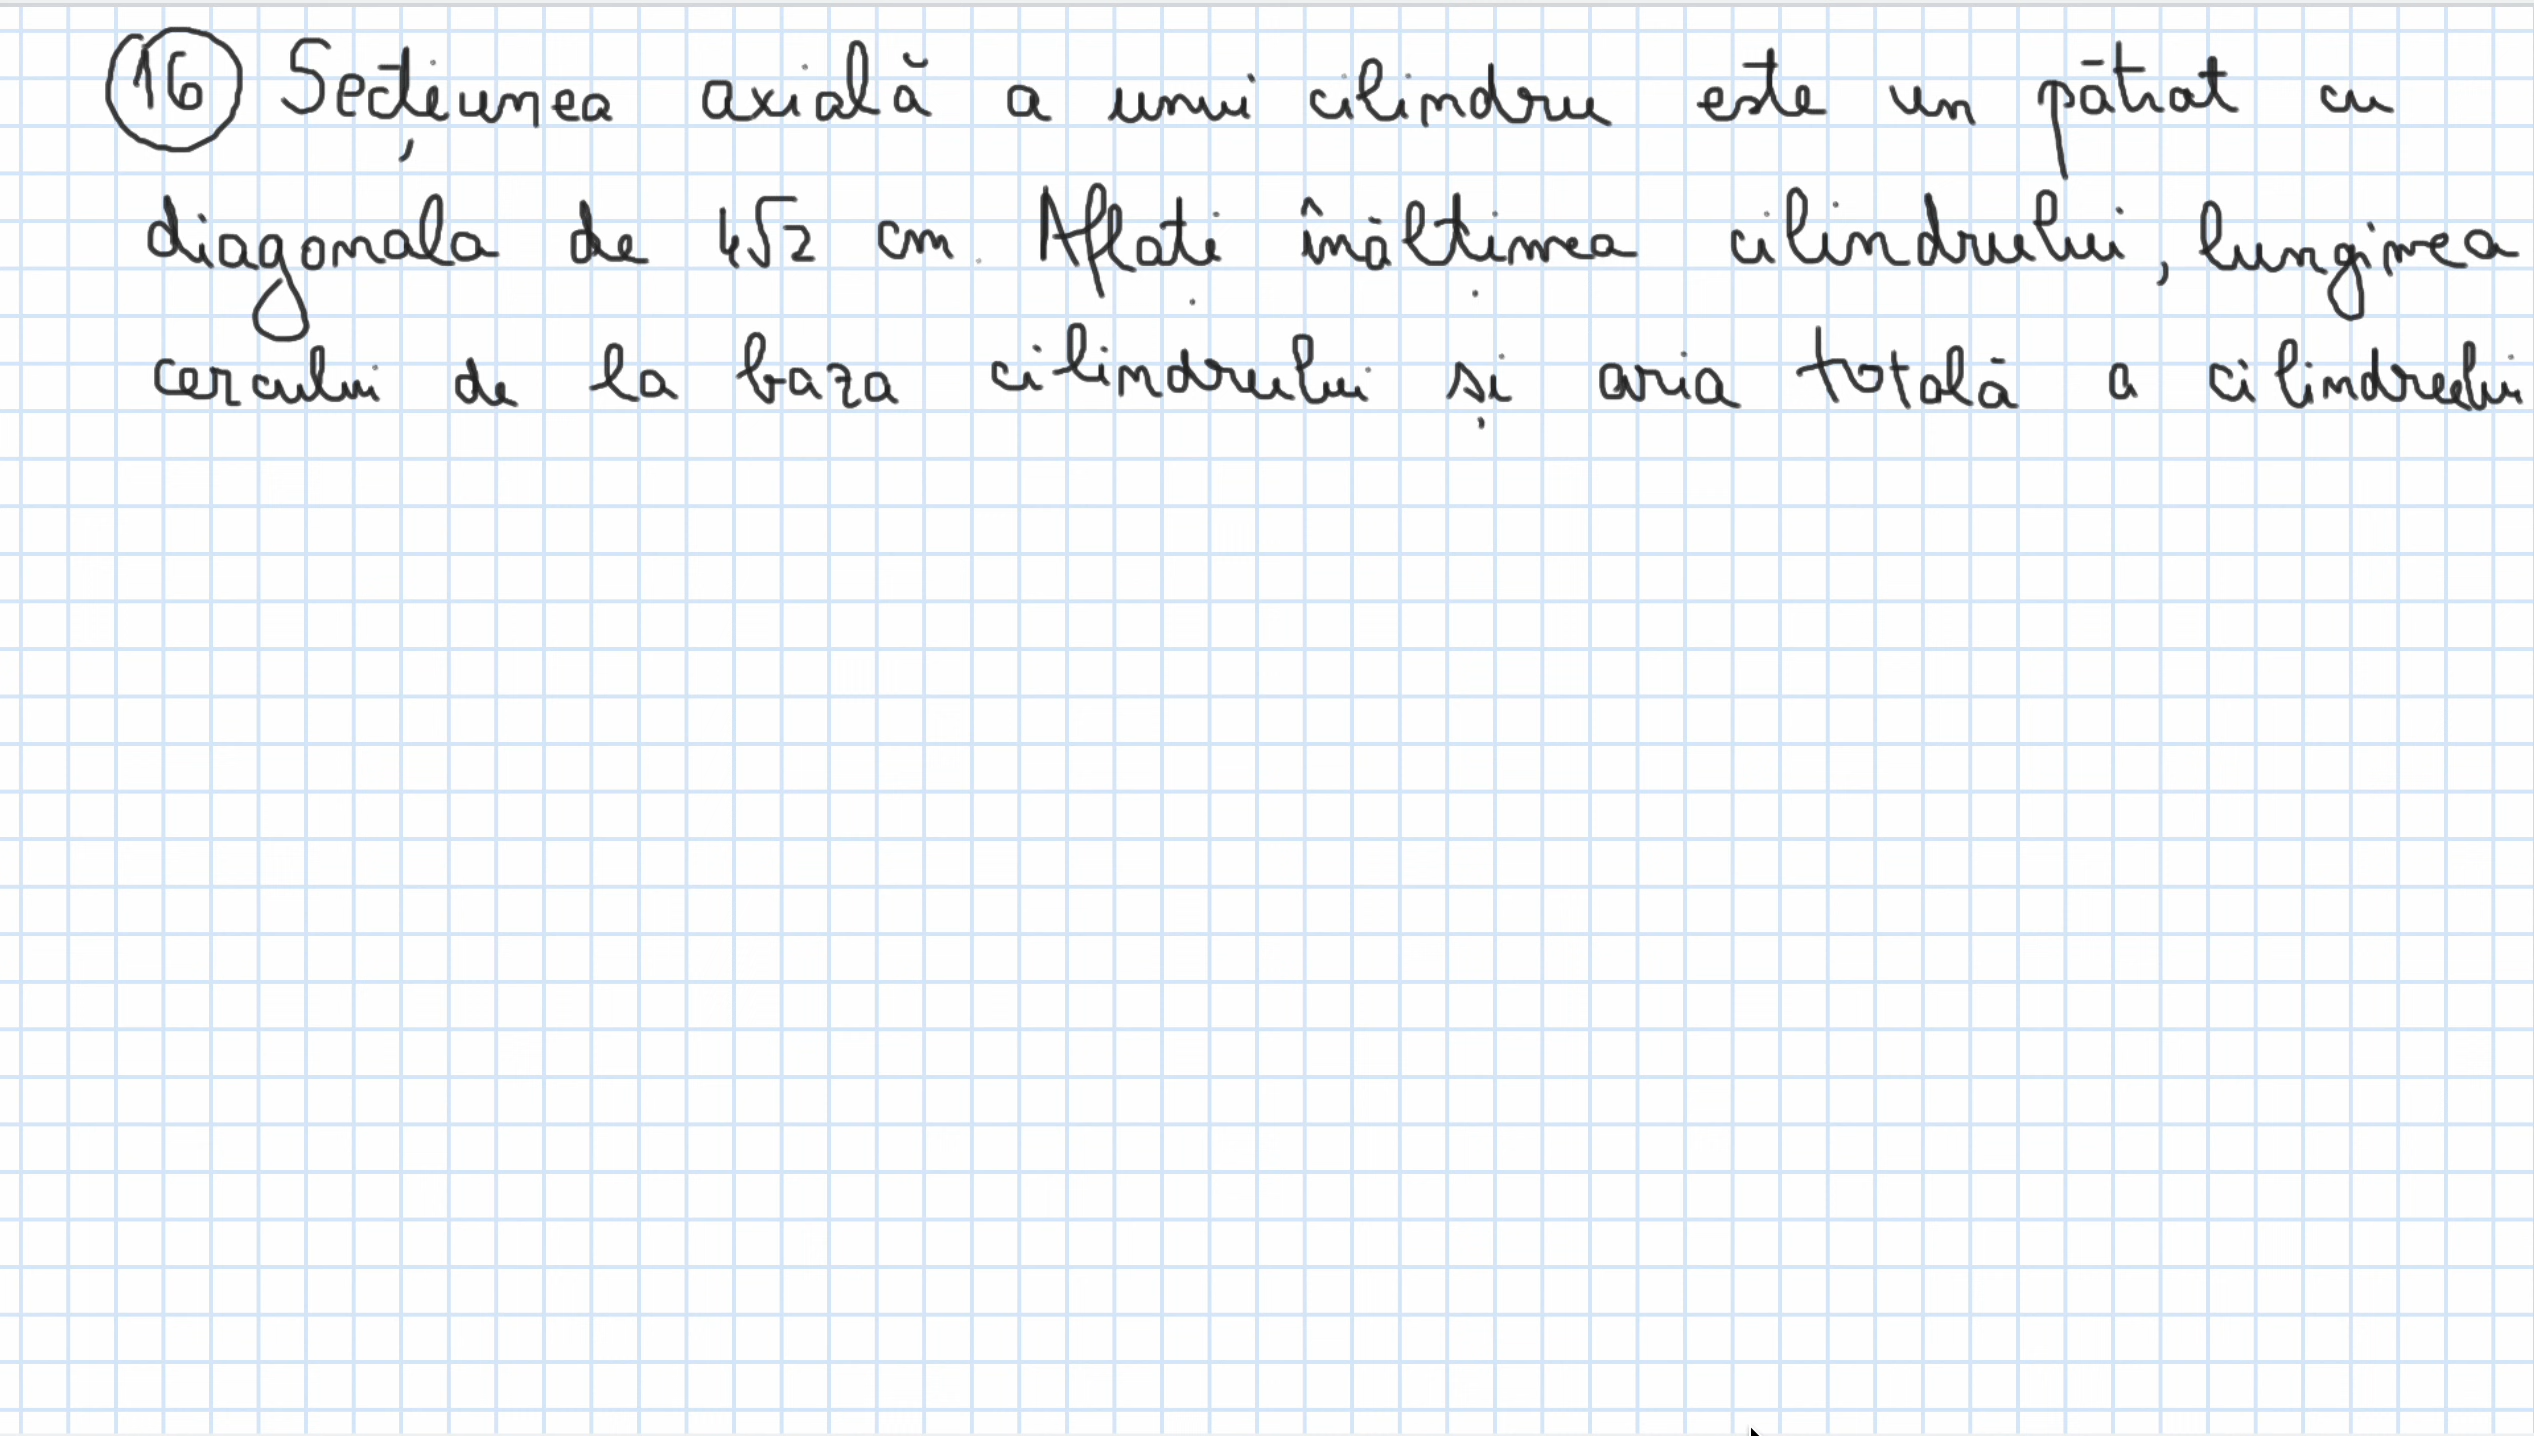 16 Secțiunea axială a unui cilindru este un pătrat cu
diagonala de 4√2 cm. Aflați înălțimea cilindrului, lungimea
cercului de la baza cilindrului și aria totală a cilindrului